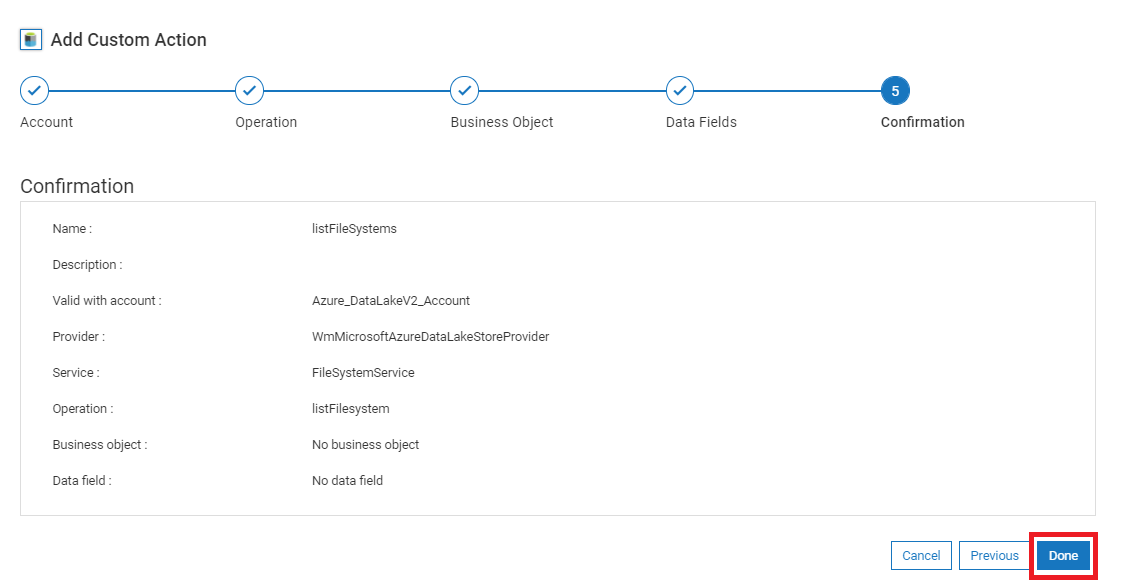 Add Custom Action
5
Account Operation Business Object Data Fields Confirmation
Confirmation
Name : listFileSystems
Description :
Valid with account : Azure_DataLakeV2_Account
Provider : WmMicrosoftAzureDataLakeStoreProvider
Service : FileSystemService
Operation : listFilesystem
Business object : No business object
Data field : No data field
Cancel Previous Done